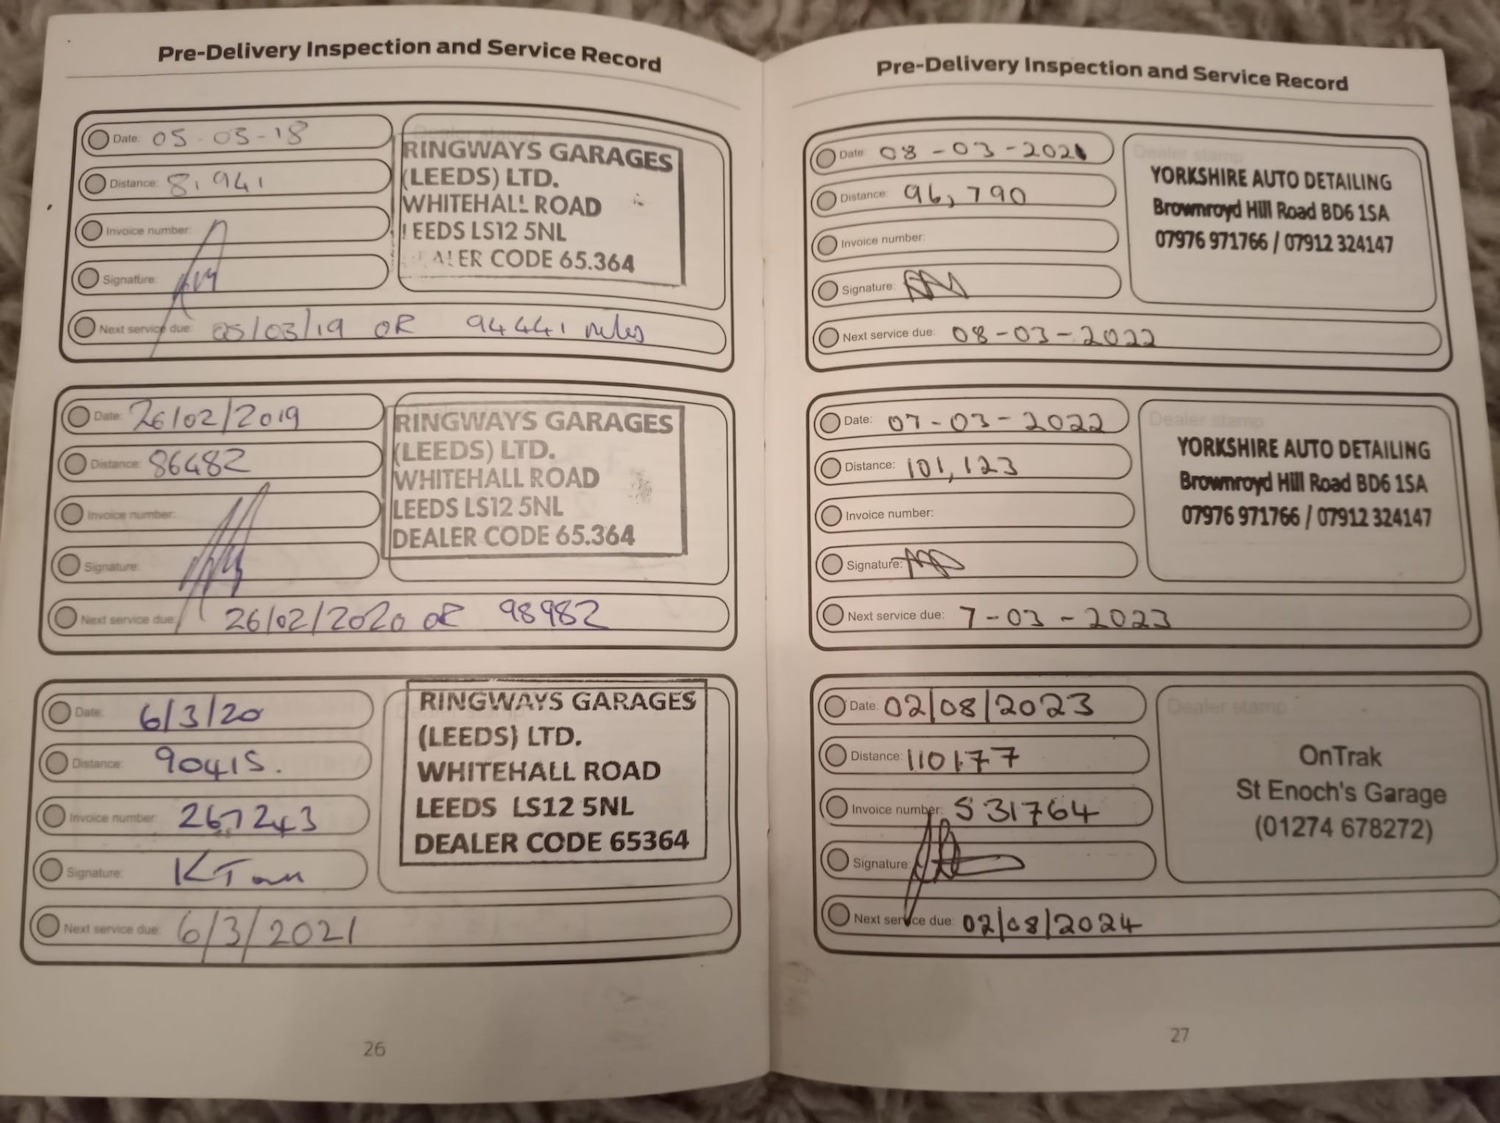 Pre-Delivery Inspection and Service Record
Date: 05-03-18
Distance: 81,941
Invoice number:
Signature:
Next service due: 05/03/19 OR 94441 miles
RINGWAYS GARAGES
(LEEDS) LTD.
WHITEHALL ROAD
LEEDS LS12 5NL
DEALER CODE 65.364
Date: 26/02/2019
Distance: 86482
Invoice number:
Signature:
Next service due: 26/02/2020 OR 98982
RINGWAYS GARAGES
(LEEDS) LTD.
WHITEHALL ROAD
LEEDS LS12 5NL
DEALER CODE 65.364
Date: 6/3/20
Distance: 90415.
Invoice number: 267243
Signature:
Next service due: 6/3/2021
RINGWAYS GARAGES
(LEEDS) LTD.
WHITEHALL ROAD
LEEDS LS12 5NL
DEALER CODE 65364
26
Pre-Delivery Inspection and Service Record
Date: 08-03-2021
Distance: 96,790
Invoice number:
Signature:
Next service due: 08-03-2022
Dealer stamp
YORKSHIRE AUTO DETAILING
Brownroyd Hill Road BD6 1SA
07976 971766 / 07912 324147
Date: 07-03-2022
Distance: 101,123
Invoice number:
Signature:
Next service due: 7-03-2023
Dealer stamp
YORKSHIRE AUTO DETAILING
Brownroyd Hill Road BD6 1SA
07976 971766 / 07912 324147
Date: 02/08/2023
Distance: 110177
Invoice number: S31764
Signature:
Next service due: 02/08/2024
Dealer stamp
OnTrak
St Enoch's Garage
(01274 678272)
27